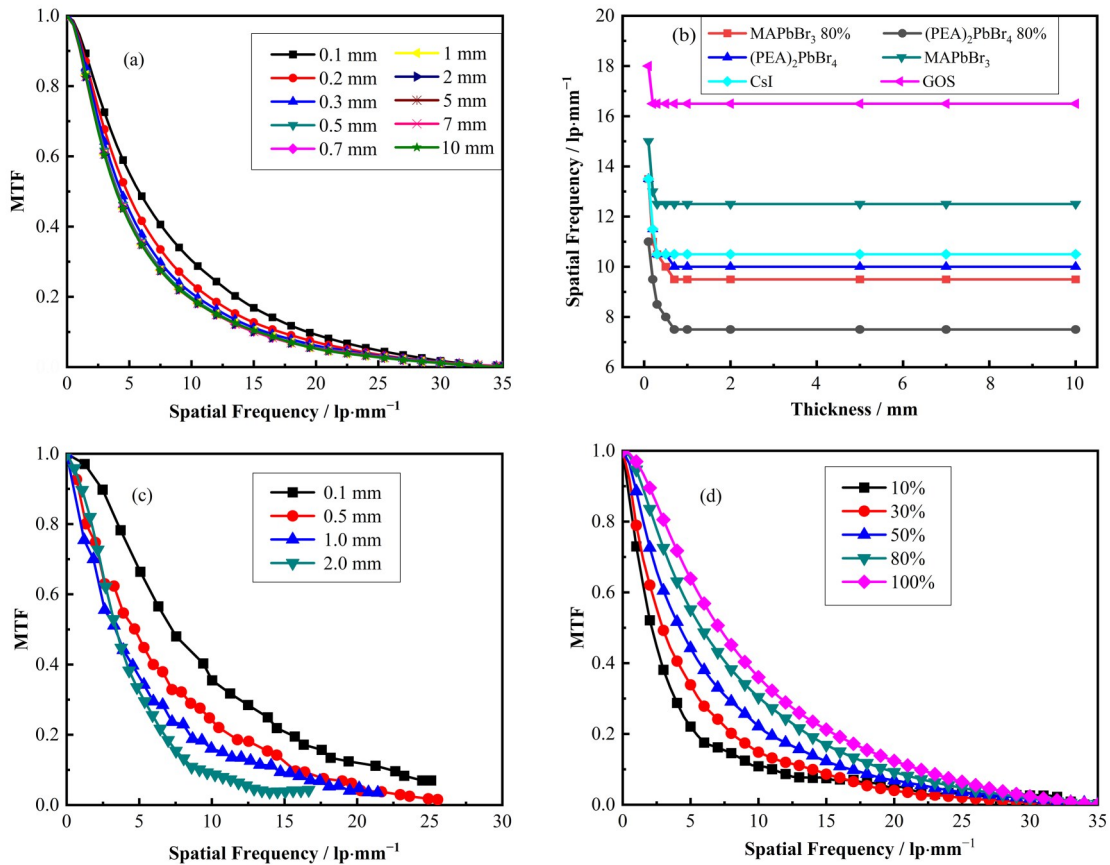 (a)
0.1 mm
0.2 mm
0.3 mm
0.5 mm
0.7 mm
1 mm
2 mm
5 mm
7 mm
10 mm
MTF
1.0
0.8
0.6
0.4
0.2
0 5 10 15 20 25 30 35
Spatial Frequency / lp·mm⁻¹
(b)
MAPbBr₃ 80%
(PEA)₂PbBr₄ 80%
(PEA)₂PbBr₄
MAPbBr₃
CsI
GOS
Spatial Frequency / lp·mm⁻¹
20
18
16
14
12
10
8
6
0 2 4 6 8 10
Thickness / mm
(c)
0.1 mm
0.5 mm
1.0 mm
2.0 mm
MTF
1.0
0.8
0.6
0.4
0.2
0.0
0 5 10 15 20 25 30
Spatial Frequency / lp·mm⁻¹
(d)
10%
30%
50%
80%
100%
MTF
1.0
0.8
0.6
0.4
0.2
0.0
0 5 10 15 20 25 30 35
Spatial Frequency / lp·mm⁻¹